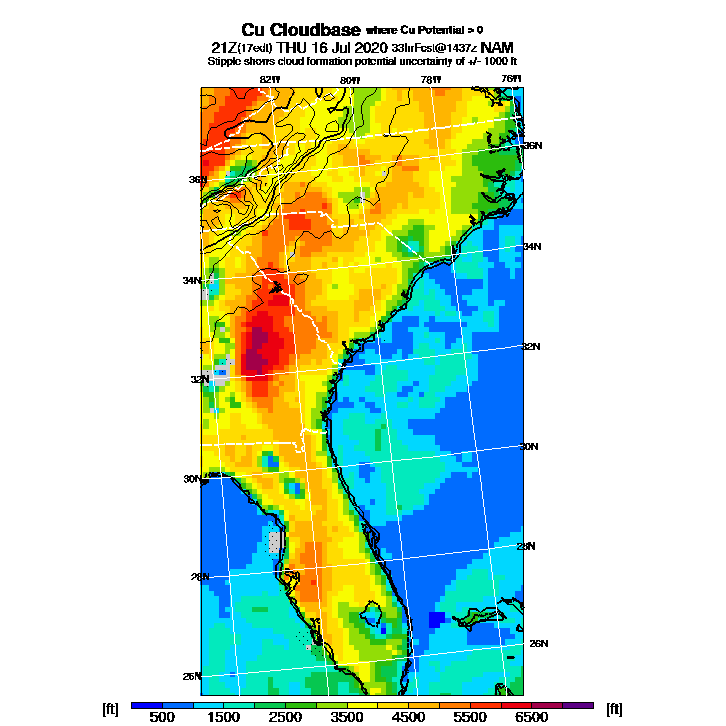 Cu Cloudbase where Cu Potential > 0
21Z(17edt) THU 16 Jul 2020 33hrFcst@1437z NAM
Stipple shows cloud formation potential uncertainty of +/- 1000 ft
82W 80W 78W 76W
36N
36N
34N
34N
32N
32N
30N
30N
28N
28N
26N
26N
[ft] 500 1500 2500 3500 4500 5500 6500 [ft]